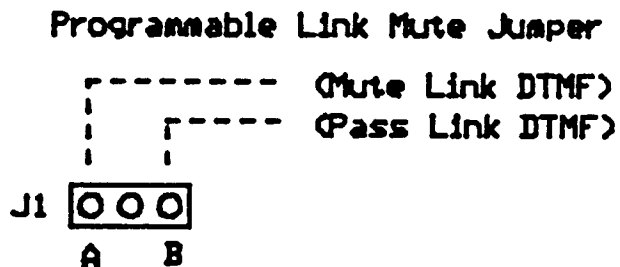 Programmable Link Mute Jumper
(Mute Link DTMF)
(Pass Link DTMF)
J1
A B